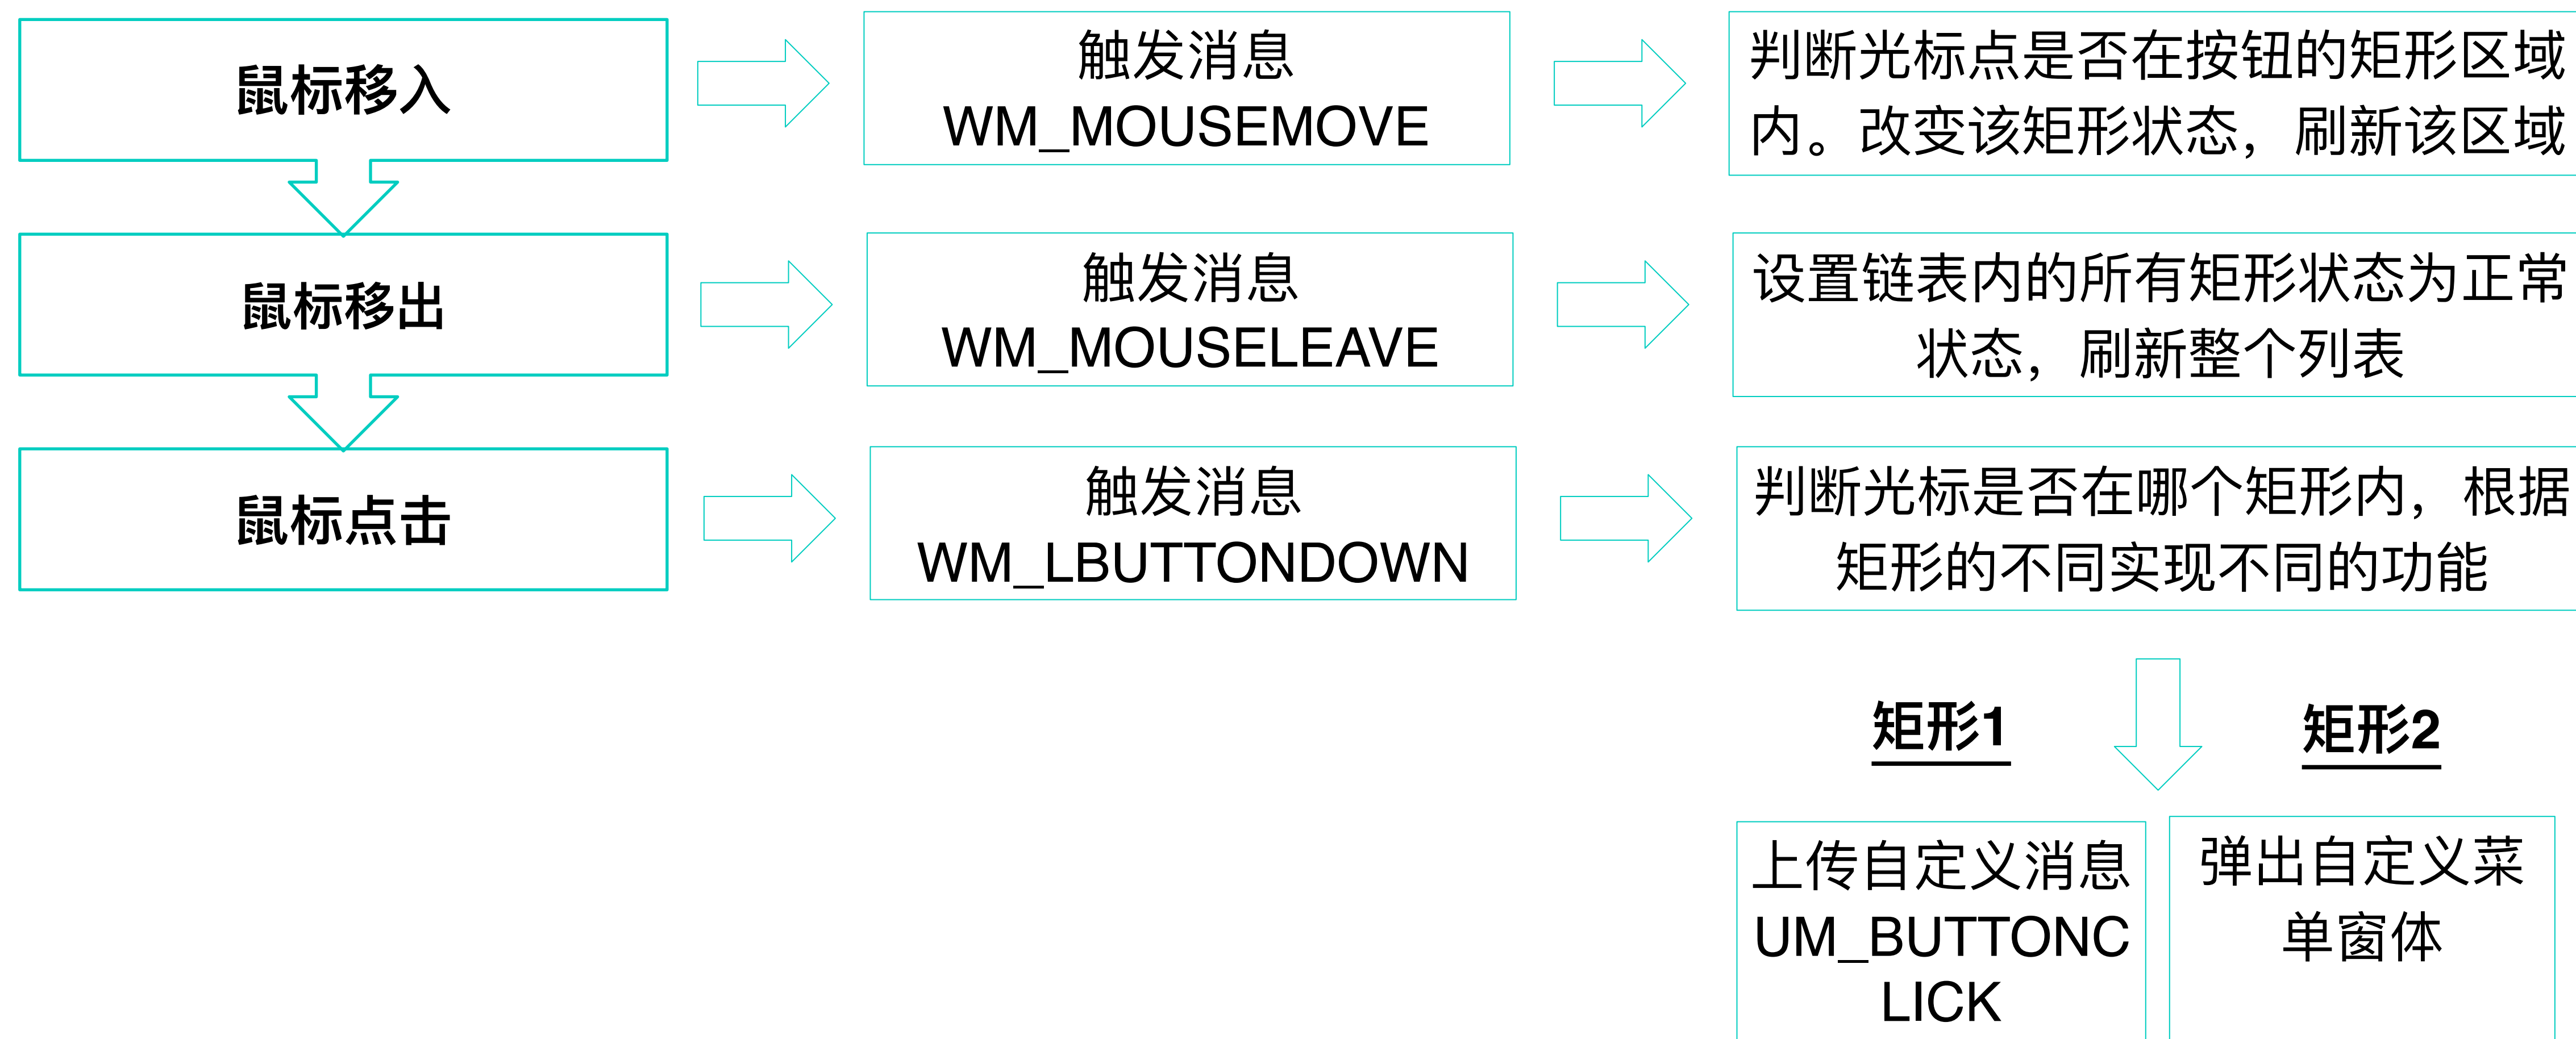 鼠标移入
触发消息
WM_MOUSEMOVE
判断光标点是否在按钮的矩形区域
内。改变该矩形状态，刷新该区域
鼠标移出
触发消息
WM_MOUSELEAVE
设置链表内的所有矩形状态为正常
状态，刷新整个列表
鼠标点击
触发消息
WM_LBUTTONDOWN
判断光标是否在哪个矩形内，根据
矩形的不同实现不同的功能
矩形1
矩形2
上传自定义消息
UM_BUTTONC
LICK
弹出自定义菜
单窗体